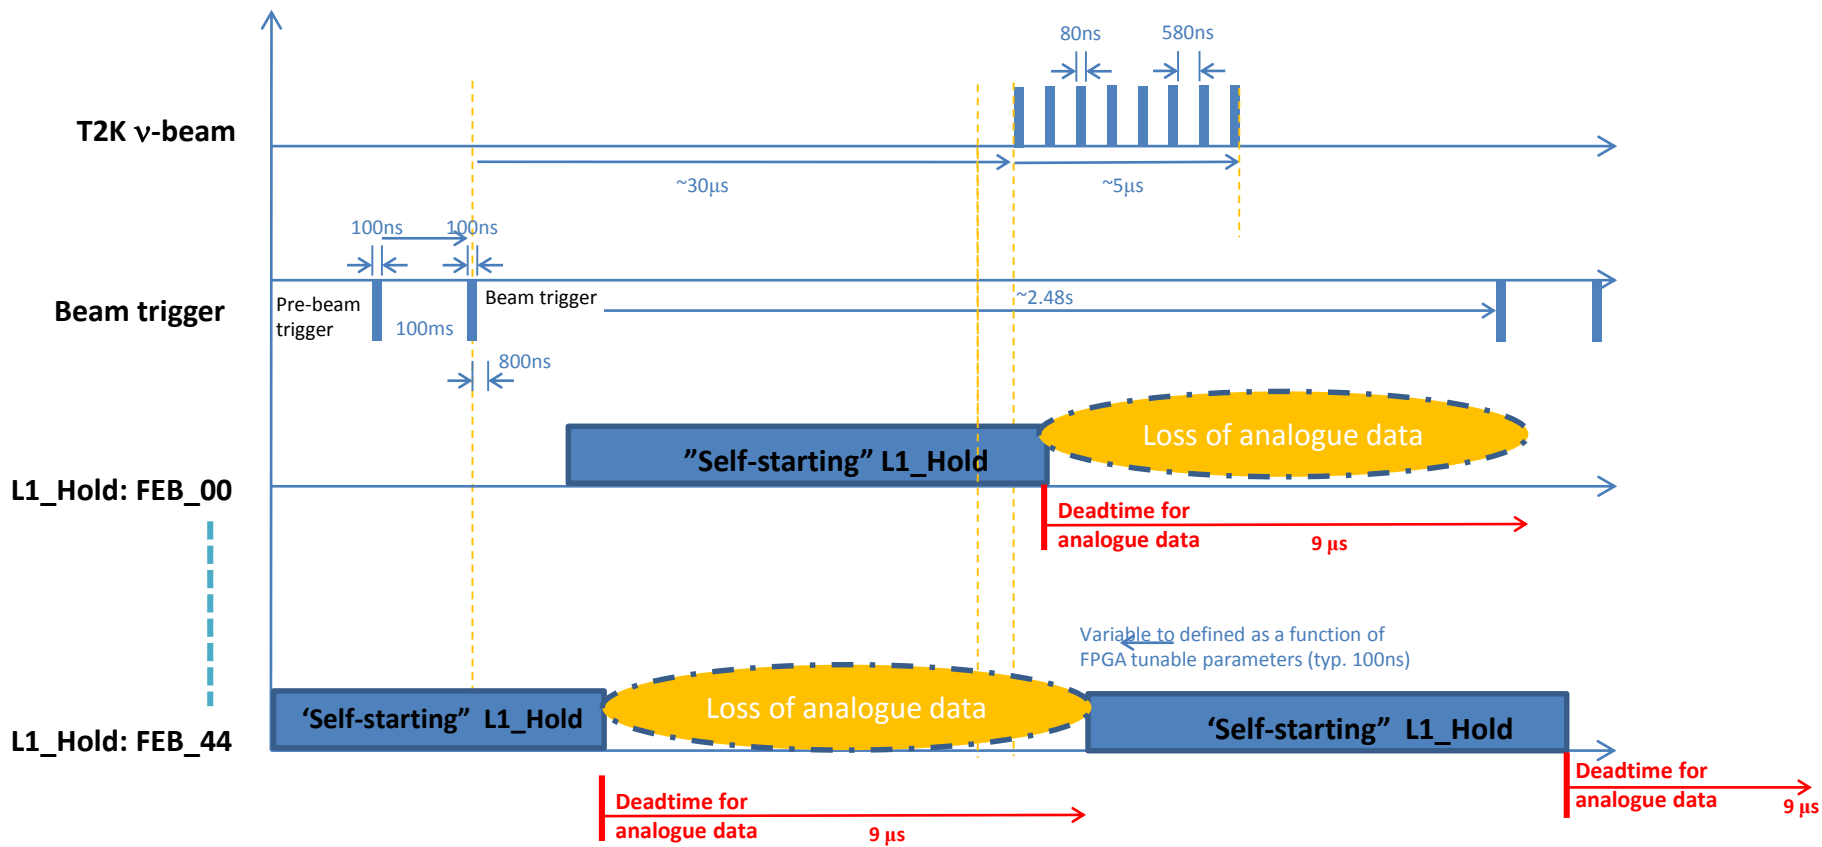 80ns 580ns
T2K ν-beam
~30μs ~5μs
100ns 100ns
Pre-beam
trigger
Beam trigger
~2.48s
Beam trigger
100ms
800ns
Loss of analogue data
”Self-starting” L1_Hold
L1_Hold: FEB_00
Deadtime for
analogue data 9 μs
Variable to defined as a function of
FPGA tunable parameters (typ. 100ns)
Loss of analogue data
‘Self-starting” L1_Hold
‘Self-starting” L1_Hold
L1_Hold: FEB_44
Deadtime for
analogue data 9 μs
Deadtime for
analogue data 9 μs